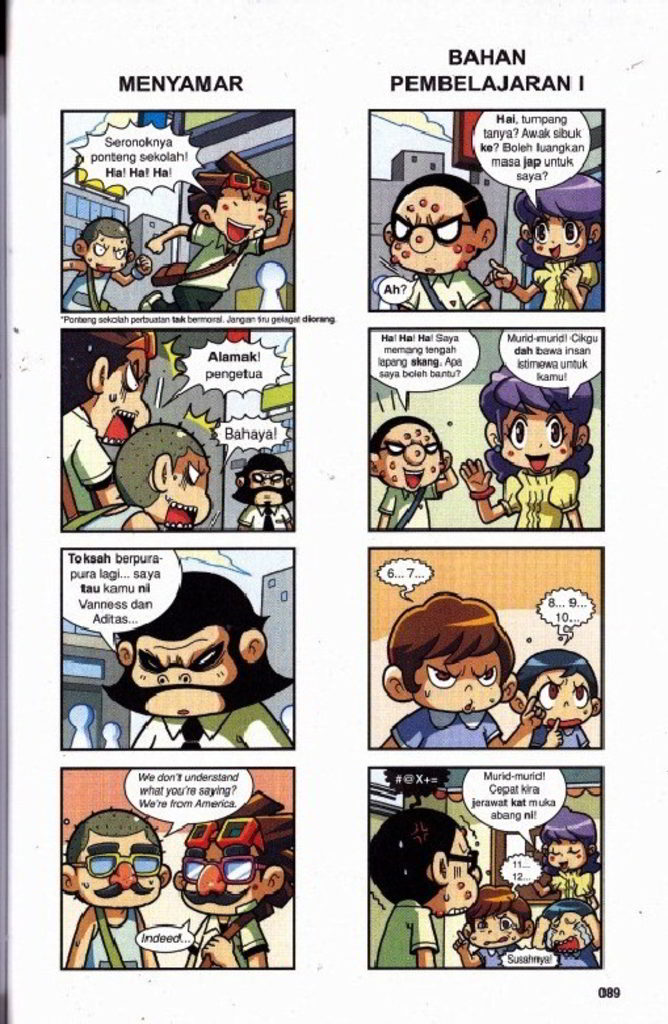 MENYAMAR
Seronoknya
ponteng sekolah!
Ha! Ha! Ha!
*Ponteng sekolah perbuatan tak bermoral. Jangan tiru gelagat diorang.
Alamak!
pengetua
Bahaya!
Toksah berpura-
pura lagi... saya
tau kamu ni
Vanness dan
Aditas...
We don't understand
what you're saying?
We're from America.
Indeed...
BAHAN
PEMBELAJARAN I
Hai, tumpang
tanya? Awak sibuk
ke? Boleh luangkan
masa jap untuk
saya?
Ah?
Ha! Ha! Ha! Saya
memang tengah
lapang skang. Apa
saya boleh bantu?
Murid-murid! Cikgu
dah bawa insan
istimewa untuk
kamu!
6... 7...
8... 9...
10...
#@X+=
Murid-murid!
Cepat kira
jerawat kat muka
abang ni!
11...
12...
Susahnya!
089